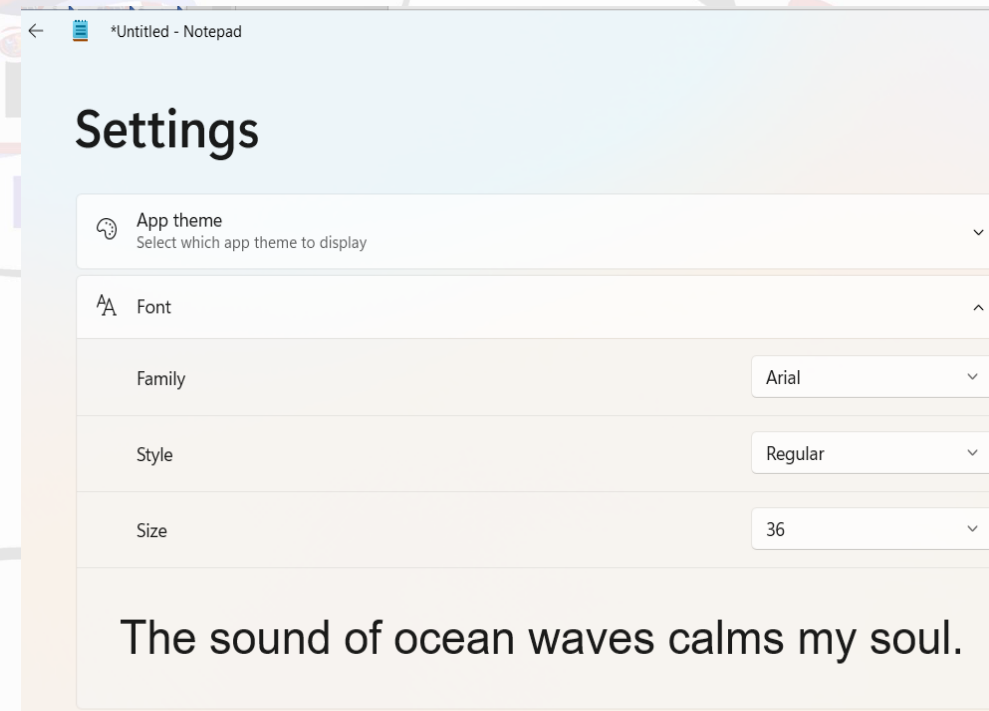 *Untitled - Notepad
Settings
App theme
Select which app theme to display
Font
Family
Arial
Style
Regular
Size
36
The sound of ocean waves calms my soul.